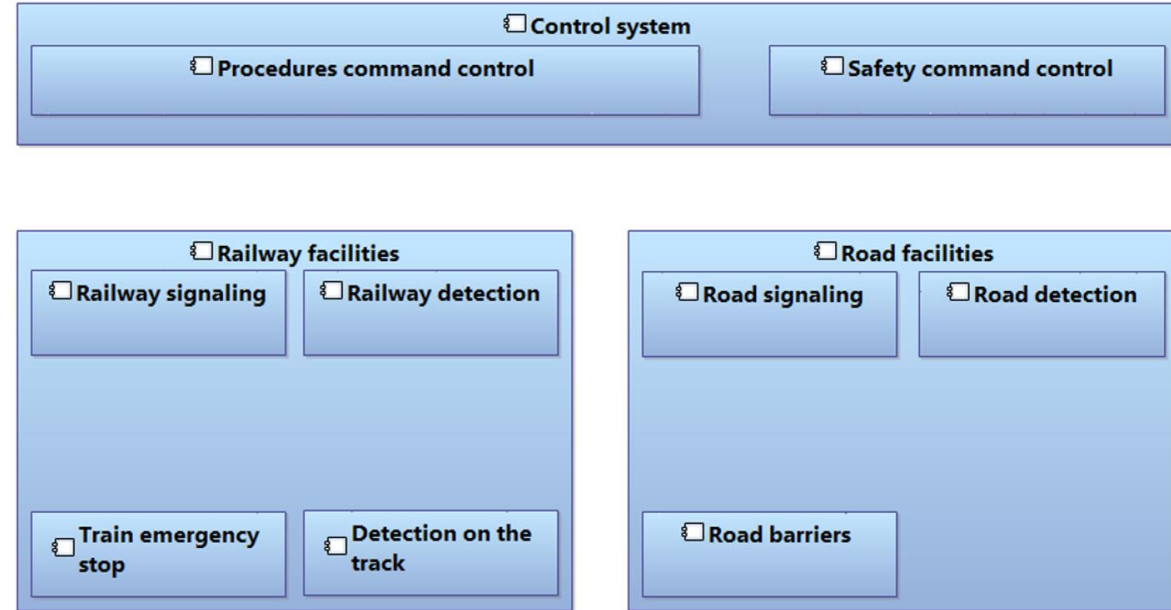 Control system
Procedures command control
Safety command control
Railway facilities
Railway signaling
Railway detection
Train emergency
stop
Detection on the
track
Road facilities
Road signaling
Road detection
Road barriers